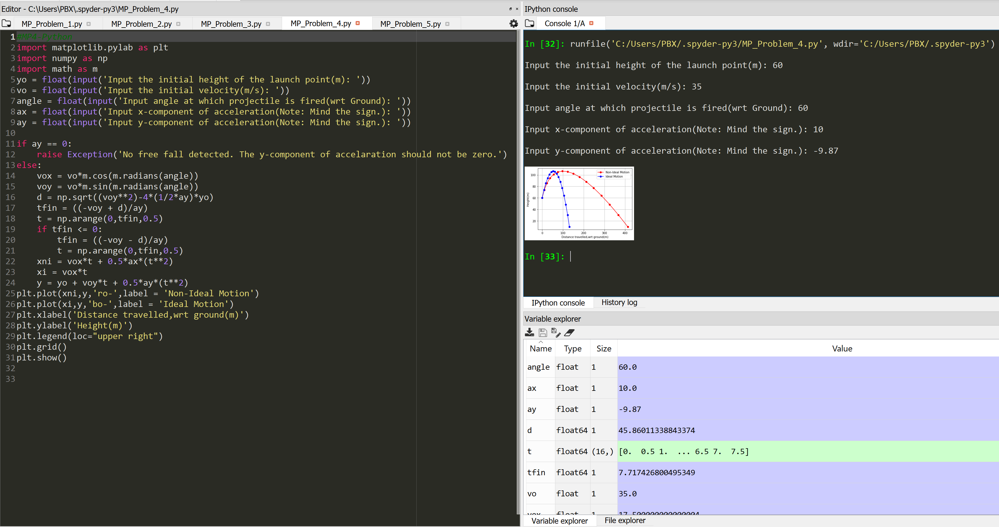 Editor - C:\Users\PBX\.spyder-py3\MP_Problem_4.py
MP_Problem_1.py
MP_Problem_2.py
MP_Problem_3.py
MP_Problem_4.py
MP_Problem_5.py
1 #MP4-Python
2 import matplotlib.pylab as plt
3 import numpy as np
4 import math as m
5 yo = float(input('Input the initial height of the launch point(m): '))
6 vo = float(input('Input the initial velocity(m/s): '))
7 angle = float(input('Input angle at which projectile is fired(wrt Ground): '))
8 ax = float(input('Input x-component of acceleration(Note: Mind the sign.): '))
9 ay = float(input('Input y-component of acceleration(Note: Mind the sign.): '))
10
11 if ay == 0:
12     raise Exception('No free fall detected. The y-component of accelaration should not be zero.')
13 else:
14     vox = vo*m.cos(m.radians(angle))
15     voy = vo*m.sin(m.radians(angle))
16     d = np.sqrt((voy**2)-4*(1/2*ay)*yo)
17     tfin = ((-voy + d)/ay)
18     t = np.arange(0,tfin,0.5)
19     if tfin <= 0:
20         tfin = ((-voy - d)/ay)
21         t = np.arange(0,tfin,0.5)
22     xni = vox*t + 0.5*ax*(t**2)
23     xi = vox*t
24     y = yo + voy*t + 0.5*ay*(t**2)
25 plt.plot(xni,y,'ro-',label = 'Non-Ideal Motion')
26 plt.plot(xi,y,'bo-',label = 'Ideal Motion')
27 plt.xlabel('Distance travelled,wrt ground(m)')
28 plt.ylabel('Height(m)')
29 plt.legend(loc="upper right")
30 plt.grid()
31 plt.show()
32
33
IPython console
Console 1/A
In [32]: runfile('C:/Users/PBX/.spyder-py3/MP_Problem_4.py', wdir='C:/Users/PBX/.spyder-py3')
Input the initial height of the launch point(m): 60
Input the initial velocity(m/s): 35
Input angle at which projectile is fired(wrt Ground): 60
Input x-component of acceleration(Note: Mind the sign.): 10
Input y-component of acceleration(Note: Mind the sign.): -9.87
Non-Ideal Motion
Ideal Motion
100
80
60
40
20
Height(m)
0 100 200 300 400
Distance travelled,wrt ground(m)
In [33]:
IPython console
History log
Variable explorer
Name Type Size Value
angle float 1 60.0
ax float 1 10.0
ay float 1 -9.87
d float64 1 45.86011338843374
t float64 (16,) [0.  0.5 1.  ... 6.5 7.  7.5]
tfin float64 1 7.717426800495349
vo float 1 35.0
vox float 1 17.500000000000004
Variable explorer
File explorer